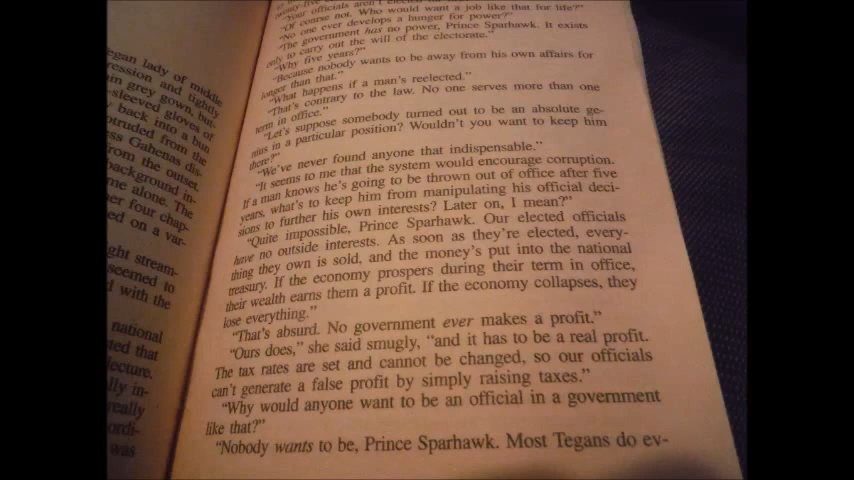 egan lady of middle
ression and tightly
in grey gown, but-
-sleeved gloves of
back into a bun
otruded from the
ss Gahenas dis-
rom the outset.
background in-
me alone. The
er four chap-
ed on a var-
ght stream-
seemed to
d with the
national
ted that
lecture.
lly in-
really
ordi-
was
officials aren't
"Of course not. Who would want a job like that for life?"
"No one ever develops a hunger for power?"
"The government has no power, Prince Sparhawk. It exists
only to carry out the will of the electorate."
"Why five years?"
"Because nobody wants to be away from his own affairs for
longer than that."
"What happens if a man's reelected."
"That's contrary to the law. No one serves more than one
term in office."
"Let's suppose somebody turned out to be an absolute ge-
nius in a particular position? Wouldn't you want to keep him
there?"
"We've never found anyone that indispensable."
"It seems to me that the system would encourage corruption.
If a man knows he's going to be thrown out of office after five
years, what's to keep him from manipulating his official deci-
sions to further his own interests? Later on, I mean?"
"Quite impossible, Prince Sparhawk. Our elected officials
have no outside interests. As soon as they're elected, every-
thing they own is sold, and the money's put into the national
treasury. If the economy prospers during their term in office,
their wealth earns them a profit. If the economy collapses, they
lose everything."
"That's absurd. No government ever makes a profit."
"Ours does," she said smugly, "and it has to be a real profit.
The tax rates are set and cannot be changed, so our officials
can't generate a false profit by simply raising taxes."
"Why would anyone want to be an official in a government
like that?"
"Nobody wants to be, Prince Sparhawk. Most Tegans do ev-